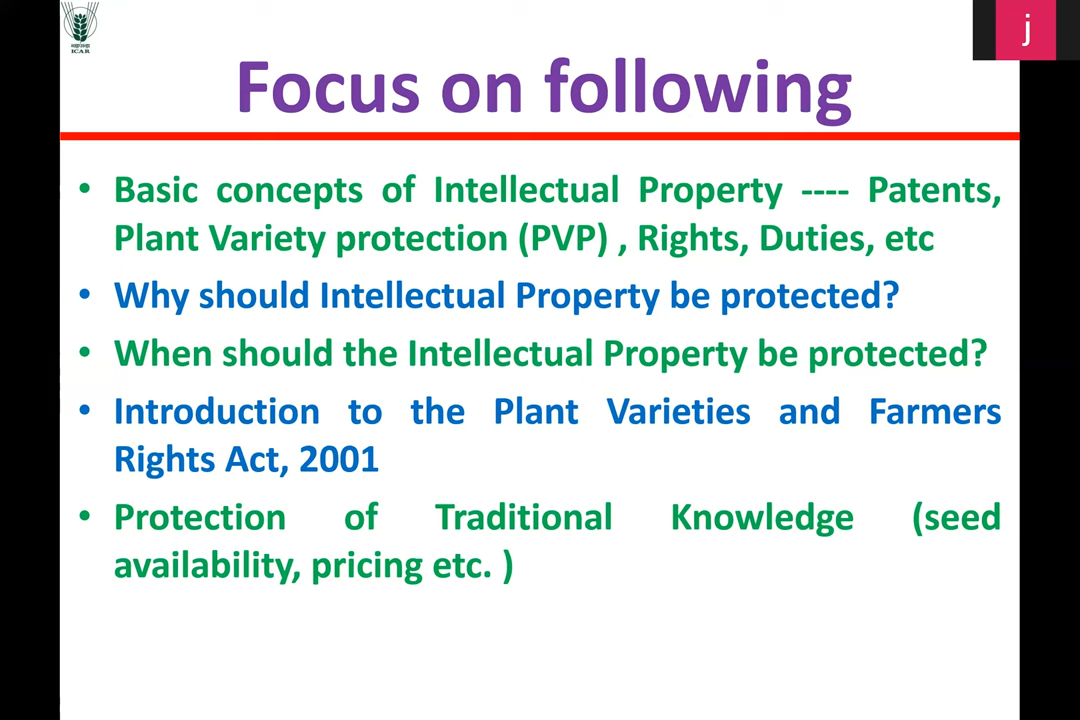 ICAR
j
Focus on following
• Basic concepts of Intellectual Property ---- Patents,
Plant Variety protection (PVP) , Rights, Duties, etc
• Why should Intellectual Property be protected?
• When should the Intellectual Property be protected?
• Introduction to the Plant Varieties and Farmers
Rights Act, 2001
• Protection of Traditional Knowledge (seed
availability, pricing etc. )